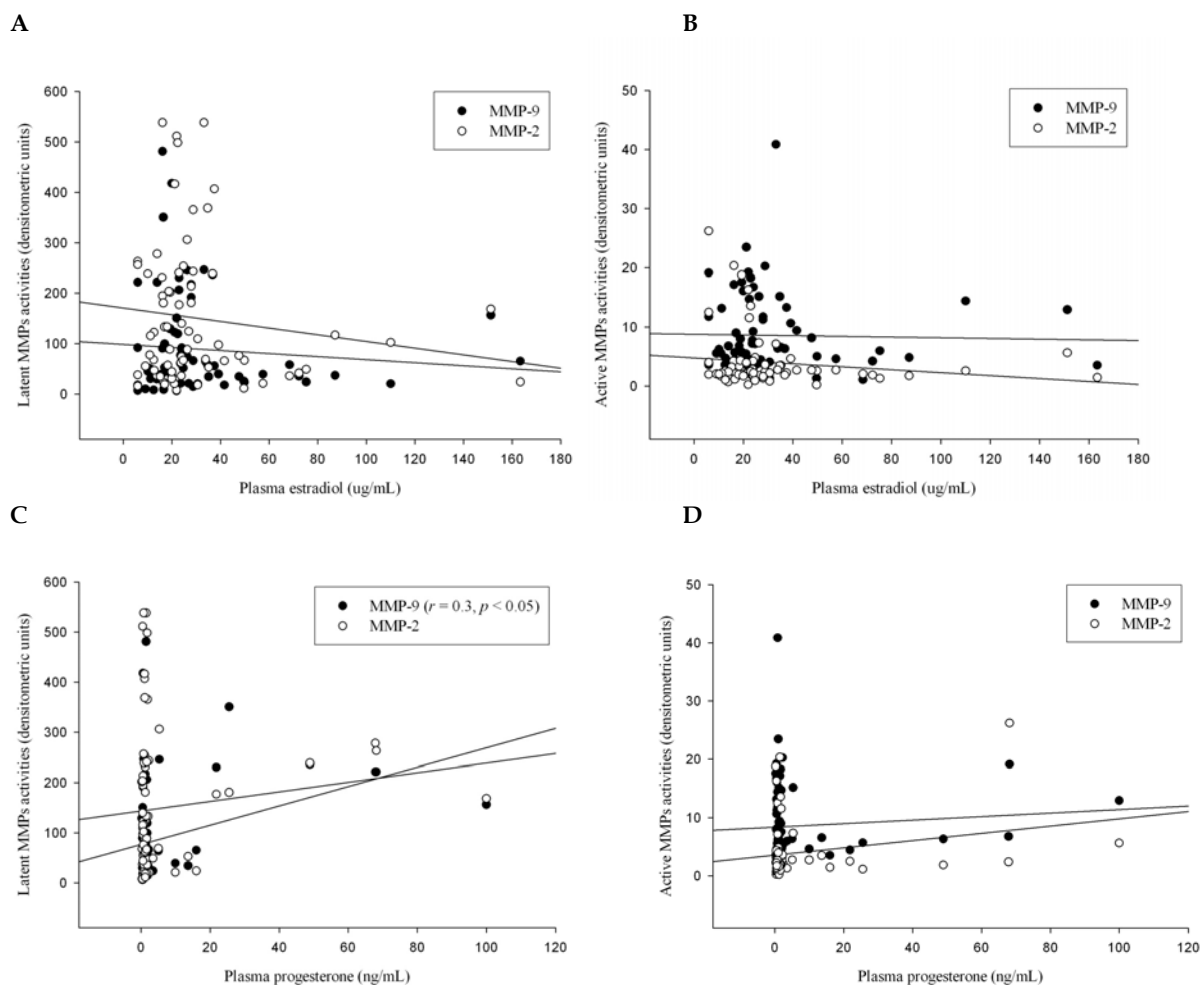 A
Latent MMPs activities (densitometric units)
600
500
400
300
200
100
0
MMP-9
MMP-2
0 20 40 60 80 100 120 140 160 180
Plasma estradiol (ug/mL)
B
Active MMPs activities (densitometric units)
50
40
30
20
10
0
MMP-9
MMP-2
0 20 40 60 80 100 120 140 160 180
Plasma estradiol (ug/mL)
C
Latent MMPs activities (densitometric units)
600
500
400
300
200
100
0
MMP-9 (r = 0.3, p < 0.05)
MMP-2
0 20 40 60 80 100 120
Plasma progesterone (ng/mL)
D
Active MMPs activities (densitometric units)
50
40
30
20
10
0
MMP-9
MMP-2
0 20 40 60 80 100 120
Plasma progesterone (ng/mL)